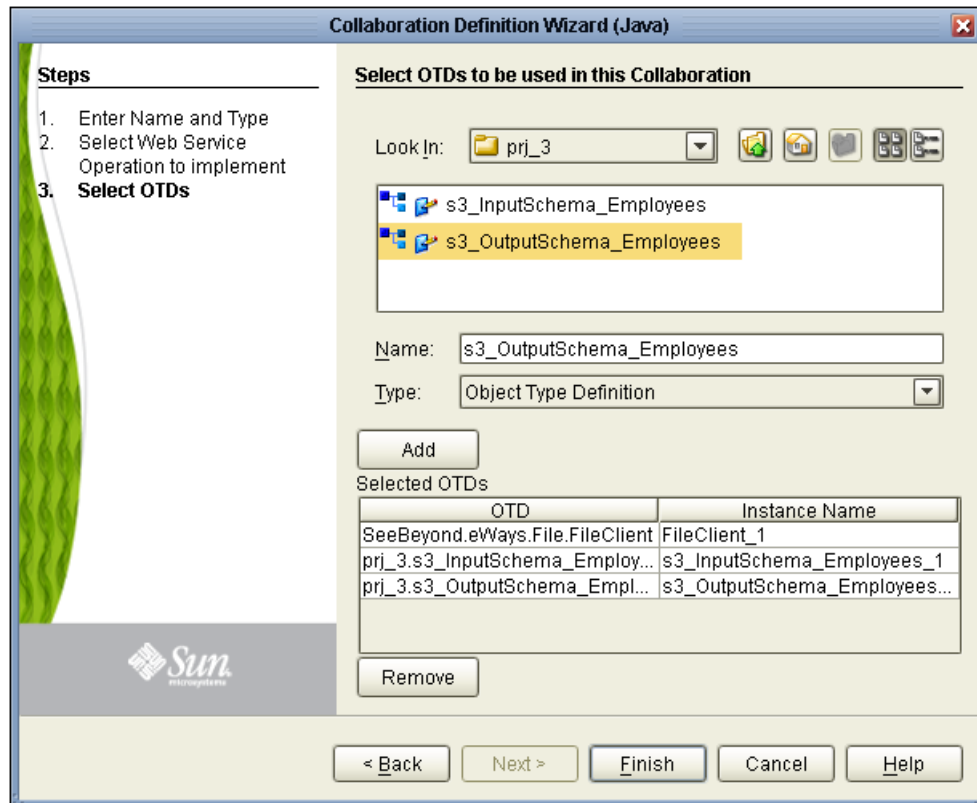 Collaboration Definition Wizard (Java)
Steps
1. Enter Name and Type
2. Select Web Service
Operation to implement
3. Select OTDs
Sun
microsystems
Select OTDs to be used in this Collaboration
Look In: prj_3
s3_InputSchema_Employees
s3_OutputSchema_Employees
Name: s3_OutputSchema_Employees
Type: Object Type Definition
Add
Selected OTDs
OTD Instance Name
SeeBeyond.eWays.File.FileClient FileClient_1
prj_3.s3_InputSchema_Employ... s3_InputSchema_Employees_1
prj_3.s3_OutputSchema_Empl... s3_OutputSchema_Employees...
Remove
< Back Next > Finish Cancel Help